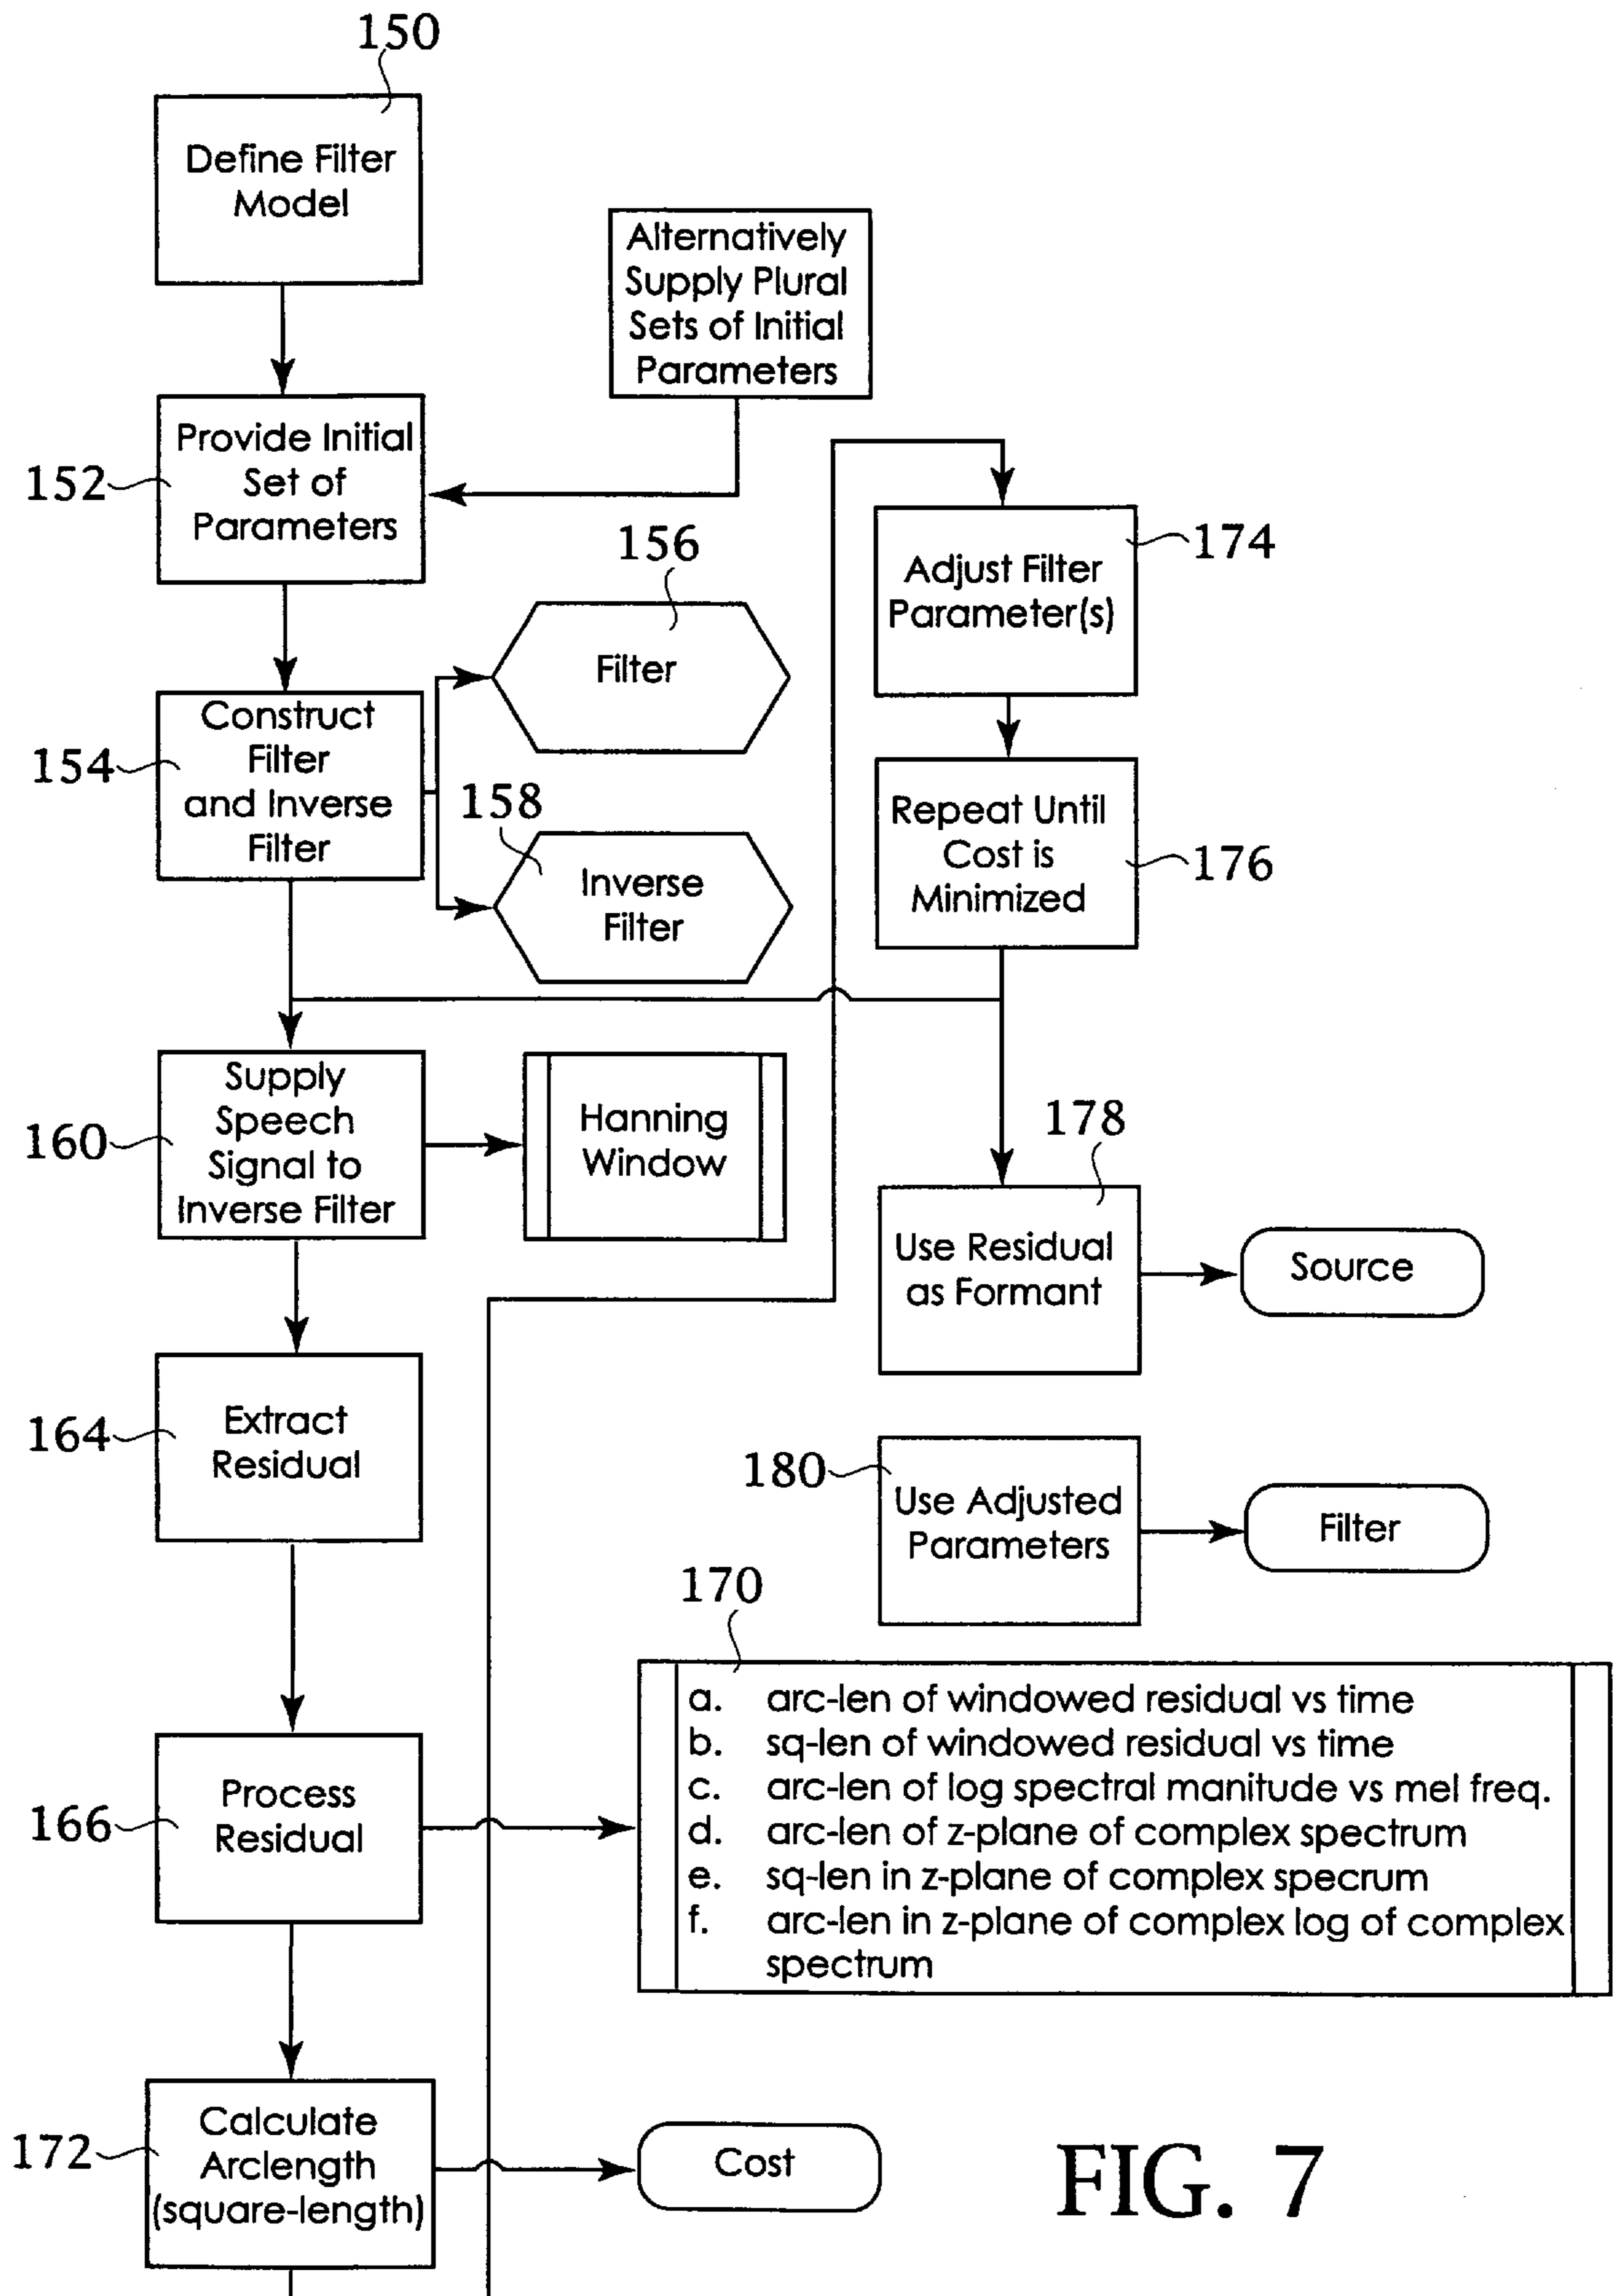 150
Define Filter
Model
Alternatively
Supply Plural
Sets of Initial
Parameters
152
Provide Initial
Set of
Parameters
156
Filter
174
Adjust Filter
Parameter(s)
154
Construct
Filter
and Inverse
Filter
158
Inverse
Filter
Repeat Until
Cost is
Minimized
176
160
Supply
Speech
Signal to
Inverse Filter
Hanning
Window
178
Use Residual
as Formant
Source
164
Extract
Residual
180
Use Adjusted
Parameters
Filter
170
a. arc-len of windowed residual vs time
b. sq-len of windowed residual vs time
c. arc-len of log spectral manitude vs mel freq.
d. arc-len of z-plane of complex spectrum
e. sq-len in z-plane of complex specrum
f. arc-len in z-plane of complex log of complex
spectrum
166
Process
Residual
172
Calculate
Arclength
(square-length)
Cost
FIG. 7